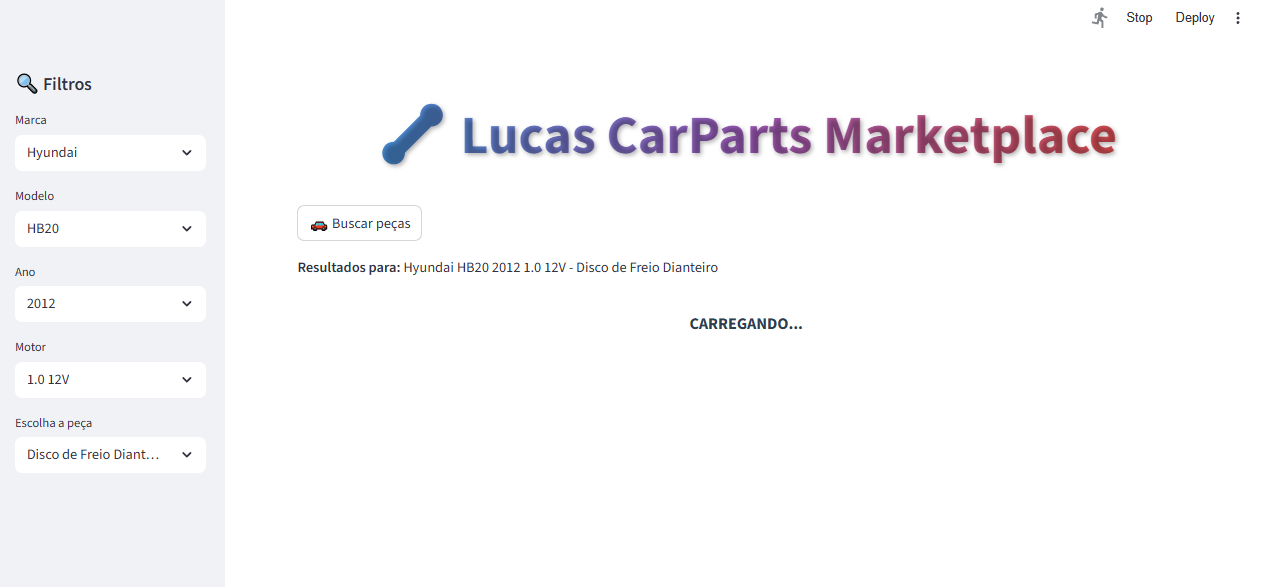 Stop Deploy
Filtros
Marca
Hyundai
Modelo
HB20
Ano
2012
Motor
1.0 12V
Escolha a peça
Disco de Freio Diant...
Lucas CarParts Marketplace
Buscar peças
Resultados para: Hyundai HB20 2012 1.0 12V - Disco de Freio Dianteiro
CARREGANDO...